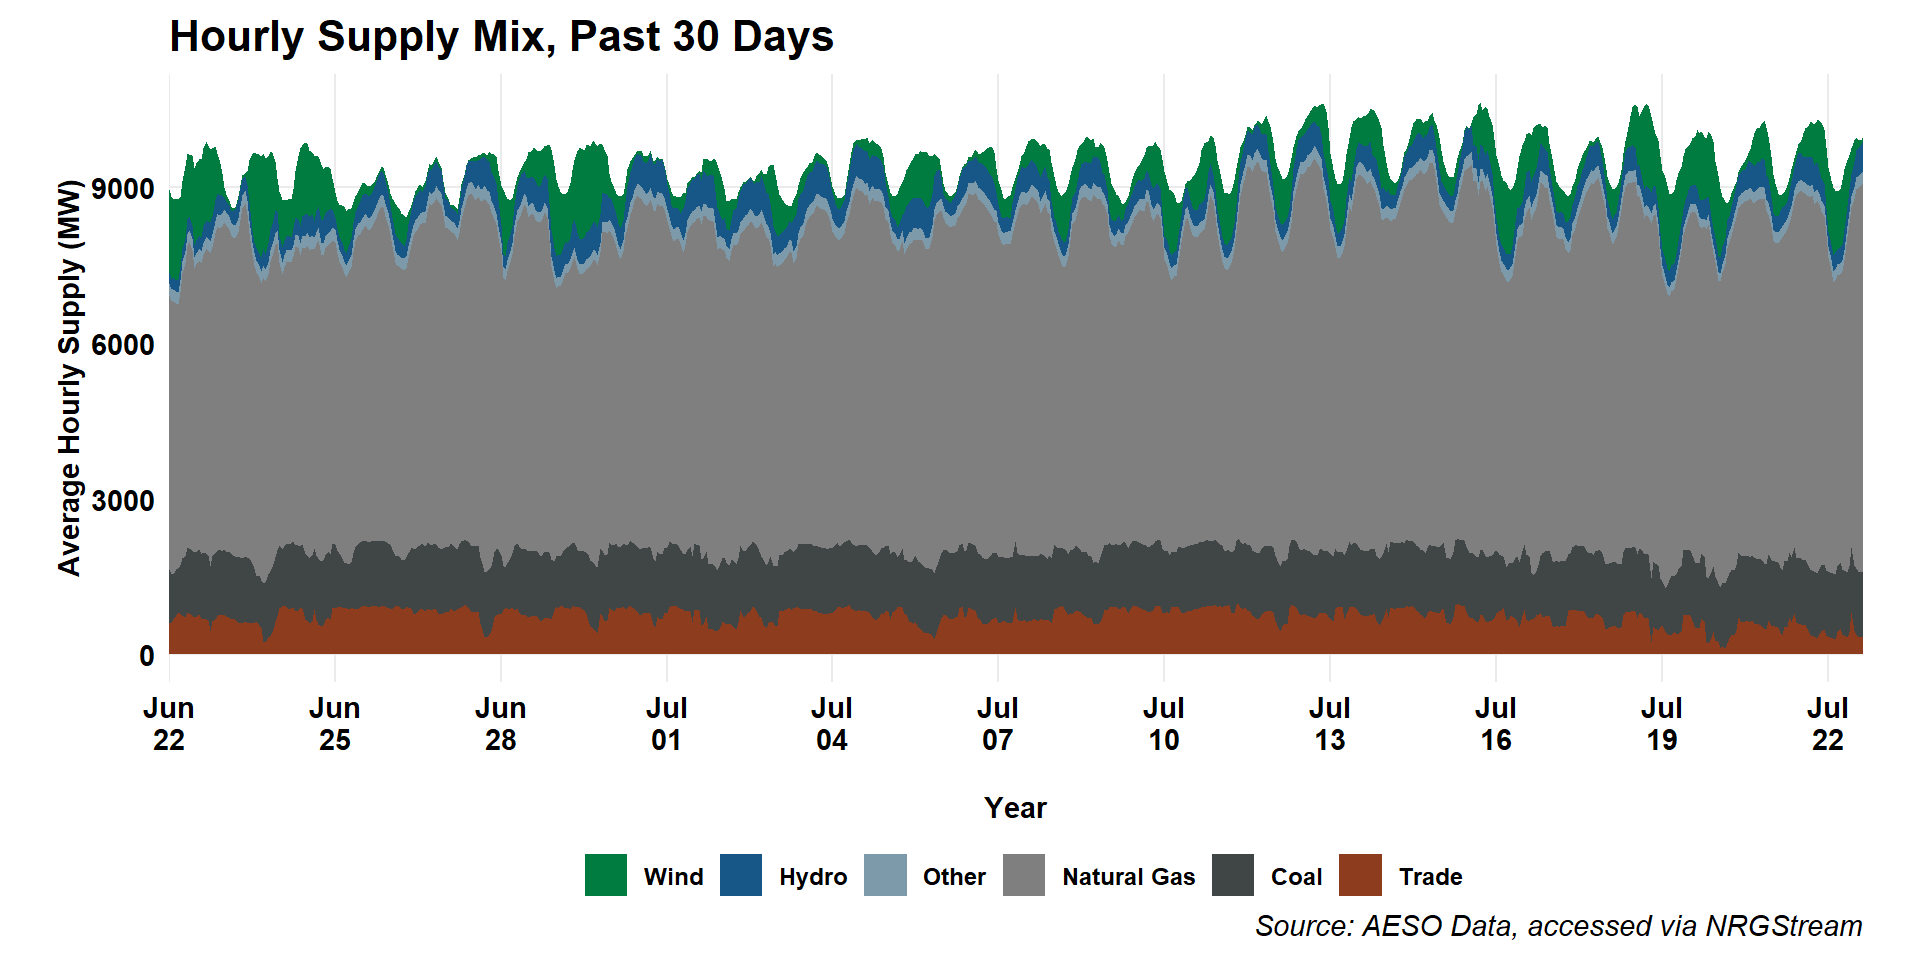 Hourly Supply Mix, Past 30 Days
Average Hourly Supply (MW)
9000
6000
3000
0
Jun 22
Jun 25
Jun 28
Jul 01
Jul 04
Jul 07
Jul 10
Jul 13
Jul 16
Jul 19
Jul 22
Year
Wind Hydro Other Natural Gas Coal Trade
Source: AESO Data, accessed via NRGStream